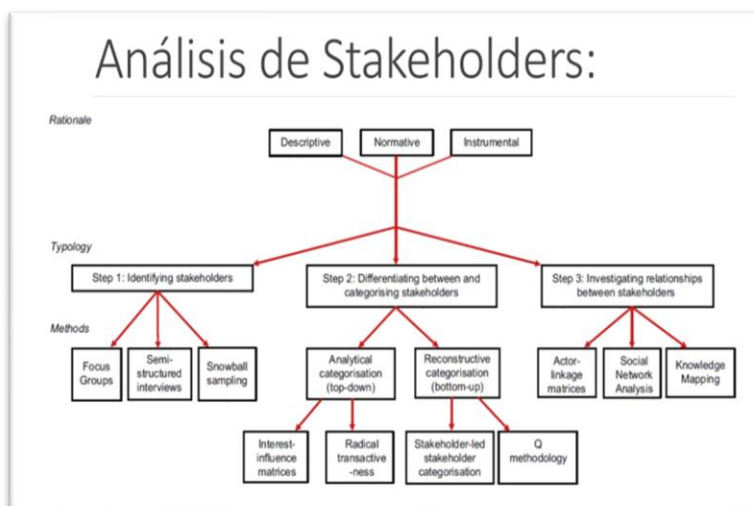 Análisis de Stakeholders:
Rationale
Descriptive
Normative
Instrumental
Typology
Step 1: Identifying stakeholders
Step 2: Differentiating between and
categorising stakeholders
Step 3: Investigating relationships
between stakeholders
Methods
Focus
Groups
Semi-
structured
interviews
Snowball
sampling
Analytical
categorisation
(top-down)
Reconstructive
categorisation
(bottom-up)
Actor-
linkage
matrices
Social
Network
Analysis
Knowledge
Mapping
Interest-
influence
matrices
Radical
transactive
-ness
Stakeholder-led
stakeholder
categorisation
Q
methodology